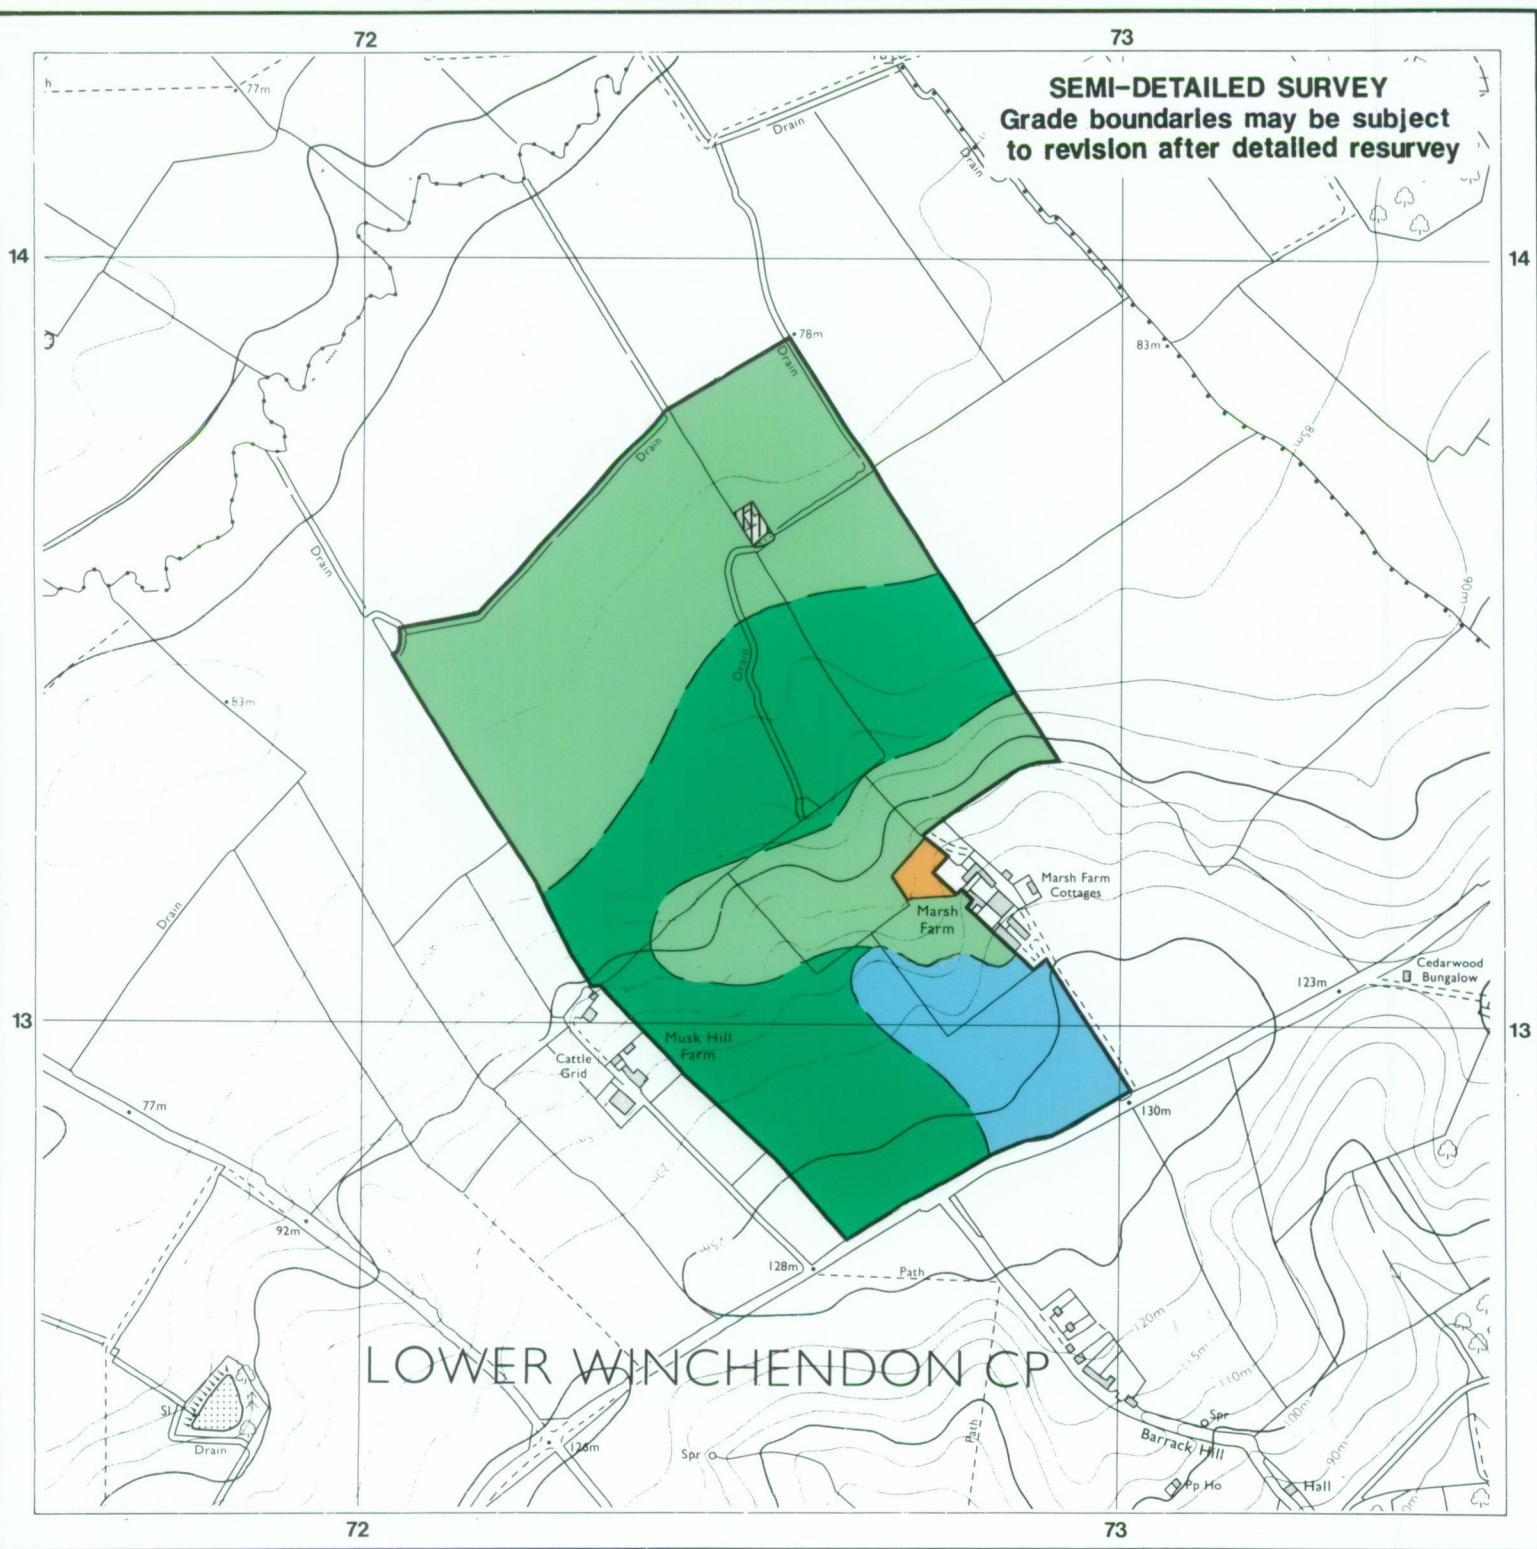 72
73
SEMI-DETAILED SURVEY
Grade boundaries may be subject
to revision after detailed resurvey
h
77m
Drain
Drain
14
14
78m
Drain
83m
85m
Drain
Drain
90m
Drain
83m
Marsh Farm
Cottages
Marsh
Farm
Drain
Cedarwood
Bungalow
123m
13
13
Musk Hill
Farm
Cattle
Grid
77m
130m
120m
92m
128m
Path
LOWER WINCHENDON CP
120m
115m
110m
100m
Spr
Barrack Hill
90m
Drain
126m
Spr
Path
Pp Ho
Hall
72
73